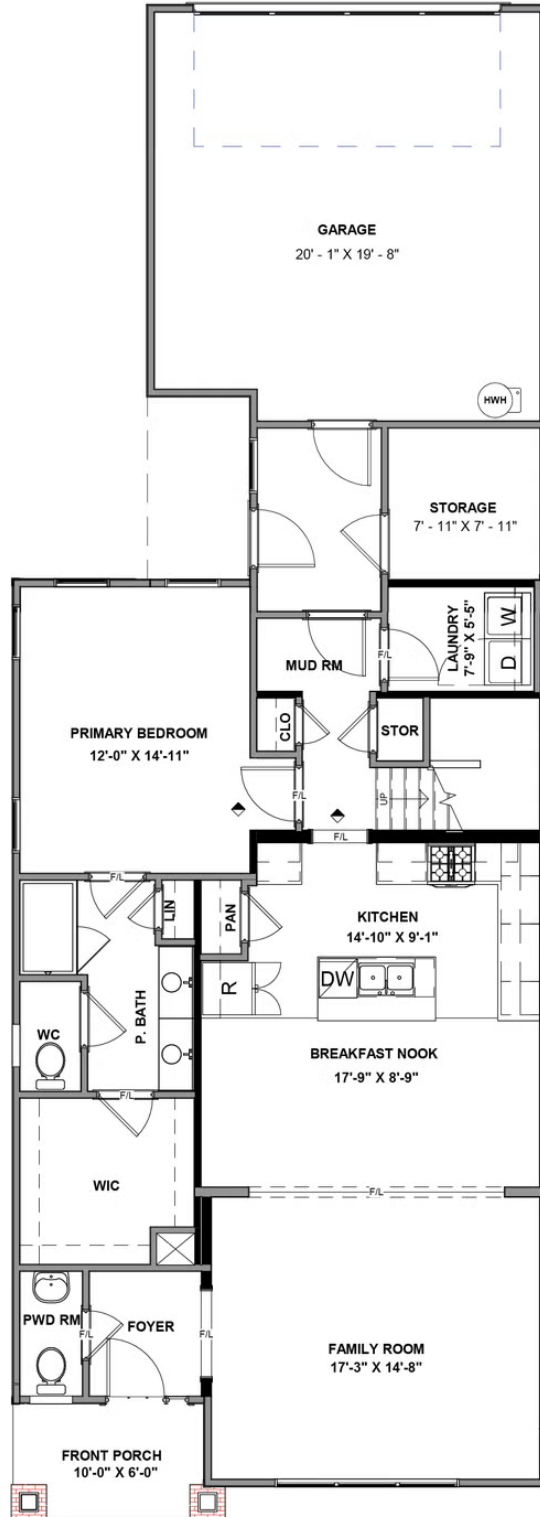 GARAGE
20' - 1" X 19' - 8"
HWH
STORAGE
7' - 11" X 7' - 11"
LAUNDRY
7'-9" X 5'-5"
W
D
F/L
MUD RM
CLO
STOR
PRIMARY BEDROOM
12'-0" X 14'-11"
F/L
UP
F/L
F/L
LIN
PAN
KITCHEN
14'-10" X 9'-1"
R
DW
WC
P. BATH
BREAKFAST NOOK
17'-9" X 8'-9"
F/L
WIC
F/L
PWD RM
F/L
FOYER
F/L
FAMILY ROOM
17'-3" X 14'-8"
FRONT PORCH
10'-0" X 6'-0"